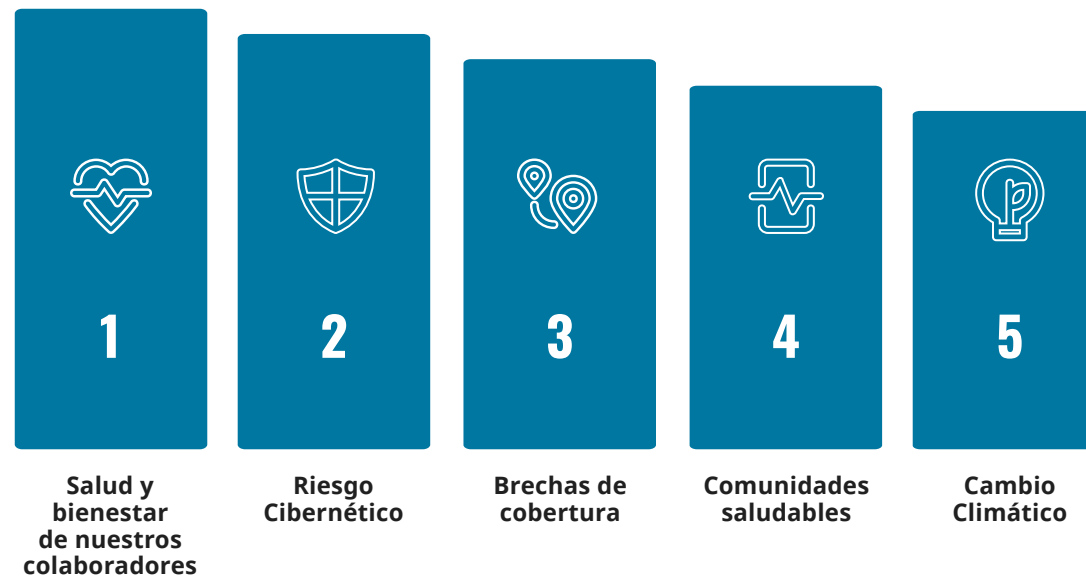 1
2
3
4
5
Salud y
bienestar
de nuestros
colaboradores
Riesgo
Cibernético
Brechas de
cobertura
Comunidades
saludables
Cambio
Climático